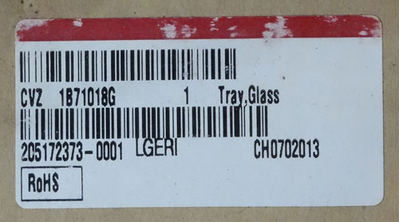 CVZ 1B71018G 1 Tray,Glass
205172373-0001 LGERI CH0702013
RoHS